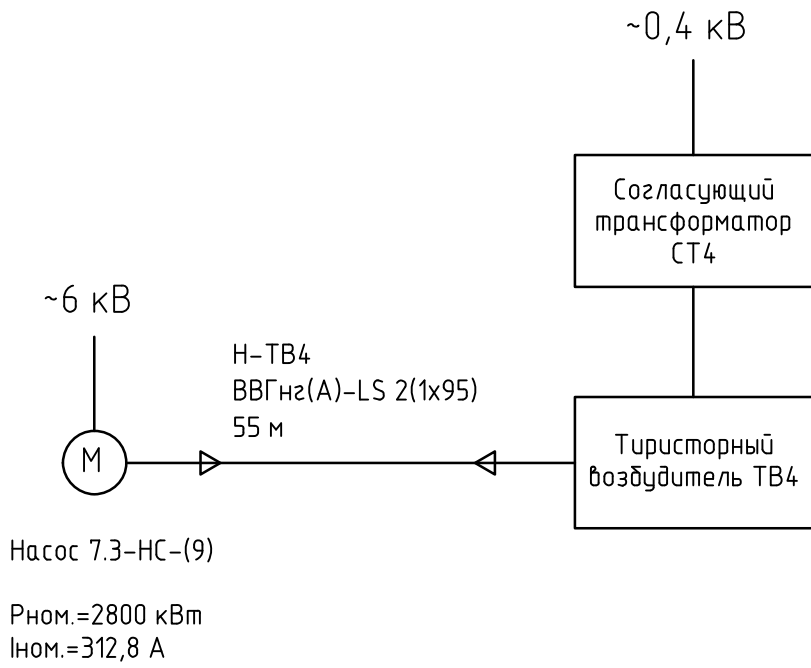 ~0,4 кВ
Согласующий
трансформатор
СТ4
~6 кВ
Н-ТВ4
ВВГнг(А)-LS 2(1х95)
55 м
М
Тиристорный
возбудитель ТВ4
Насос 7.3-НС-(9)
Рном.=2800 кВт
Iном.=312,8 А